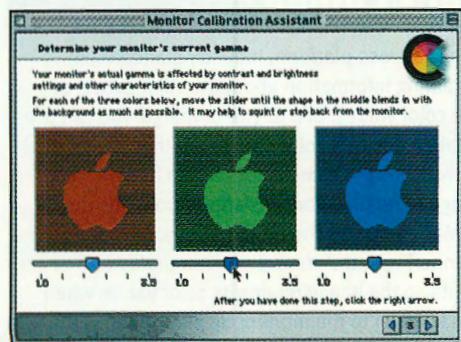 Monitor Calibration Assistant
Determine your monitor's current gamma
Your monitor's actual gamma is affected by contrast and brightness
settings and other characteristics of your monitor.
For each of the three colors below, move the slider until the shape in the middle blends in with
the background as much as possible. It may help to squint or step back from the monitor.
1.0 3.5 1.0 3.5 1.0 3.5
After you have done this step, click the right arrow.
3